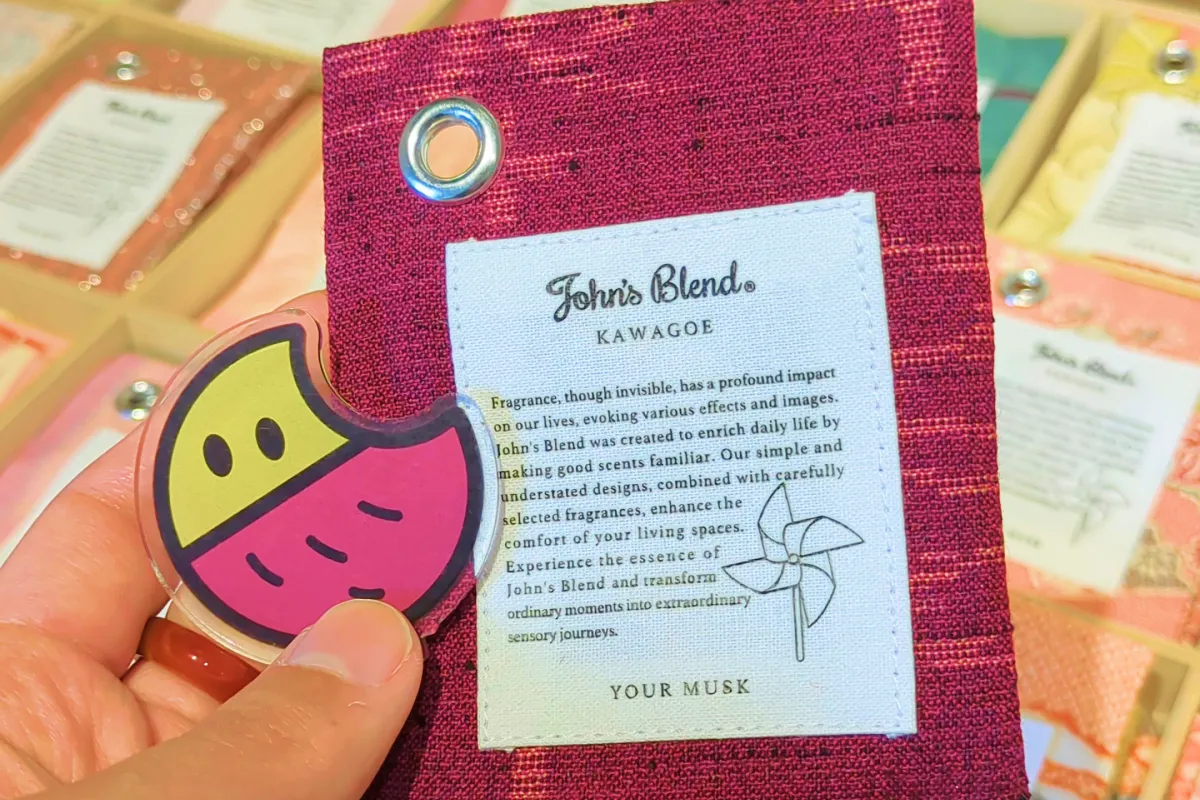 John's Blend®
KAWAGOE
Fragrance, though invisible, has a profound impact
on our lives, evoking various effects and images.
John's Blend was created to enrich daily life by
making good scents familiar. Our simple and
understated designs, combined with carefully
selected fragrances, enhance the
comfort of your living spaces.
Experience the essence of
John's Blend and transform
ordinary moments into extraordinary
sensory journeys.
YOUR MUSK